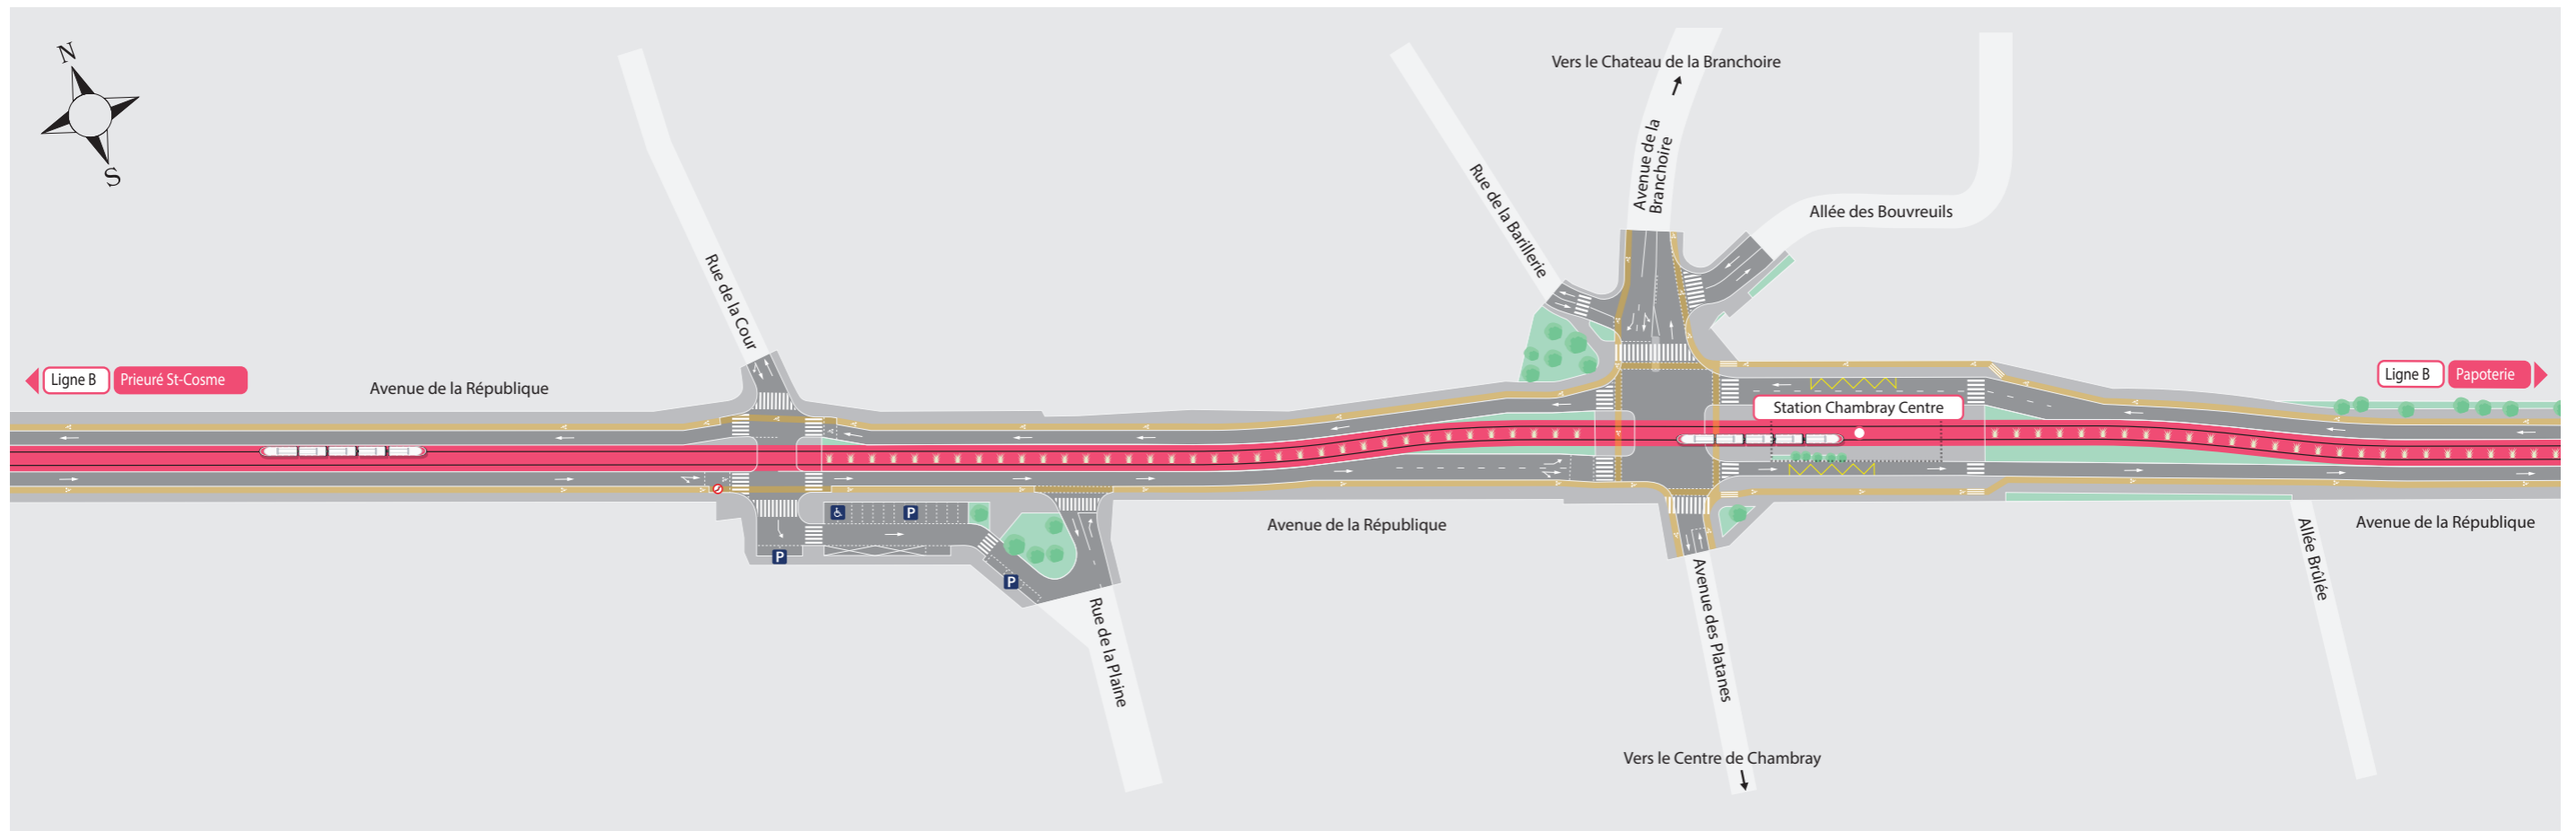 N
S
Vers le Chateau de la Branchoire
Avenue de la
Branchoire
Rue de la Barillerie
Allée des Bouvreuils
Rue de la Cour
Ligne B
Prieuré St-Cosme
Avenue de la République
Ligne B
Papoterie
Station Chambray Centre
P
P
P
Avenue de la République
Avenue de la République
Allée Brûlée
Rue de la Plaine
Avenue des Platanes
Vers le Centre de Chambray